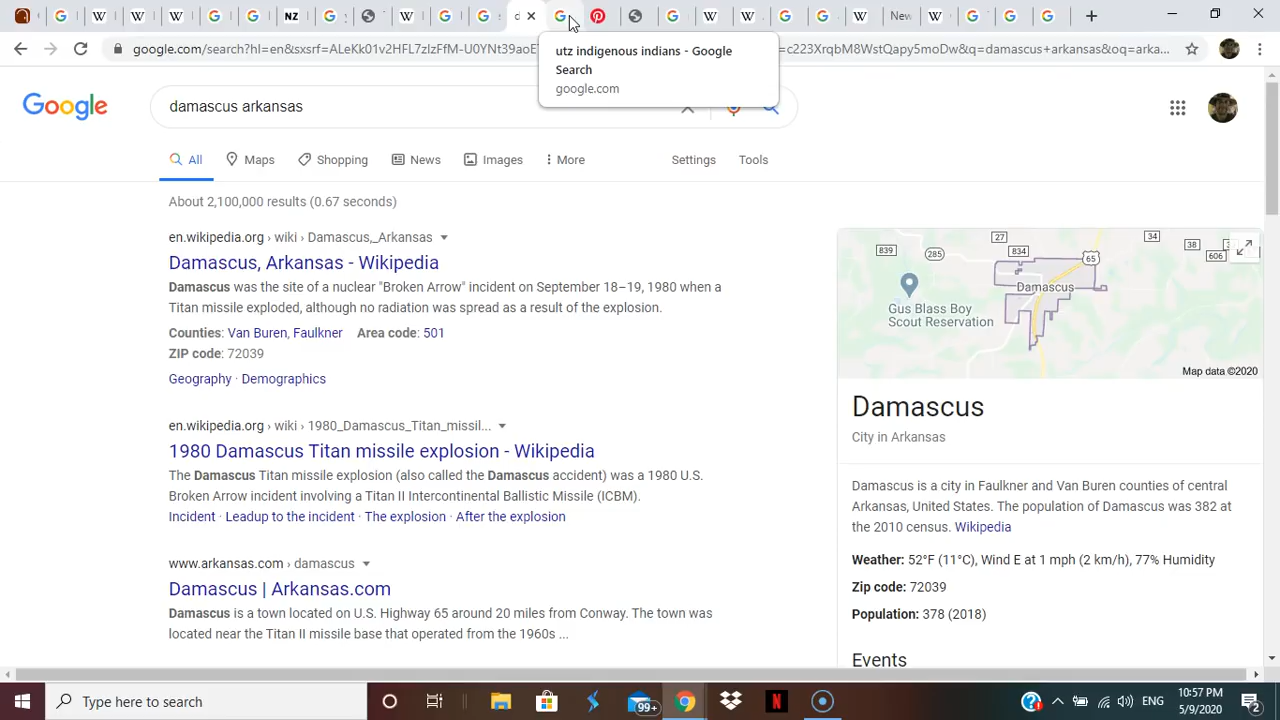 NZ
New
utz indigenous indians - Google
Search
google.com
google.com/search?hl=en&sxsrf=ALeKk01v2HFL7zlzFfM-U0YNt39aoE
=c223XrqbM8WstQapy5moDw&q=damascus+arkansas&oq=arka...
Google
damascus arkansas
All
Maps
Shopping
News
Images
More
Settings
Tools
About 2,100,000 results (0.67 seconds)
en.wikipedia.org › wiki › Damascus,_Arkansas
Damascus, Arkansas - Wikipedia
Damascus was the site of a nuclear "Broken Arrow" incident on September 18–19, 1980 when a
Titan missile exploded, although no radiation was spread as a result of the explosion.
Counties: Van Buren, Faulkner Area code: 501
ZIP code: 72039
Geography · Demographics
en.wikipedia.org › wiki › 1980_Damascus_Titan_missil...
1980 Damascus Titan missile explosion - Wikipedia
The Damascus Titan missile explosion (also called the Damascus accident) was a 1980 U.S.
Broken Arrow incident involving a Titan II Intercontinental Ballistic Missile (ICBM).
Incident · Leadup to the incident · The explosion · After the explosion
www.arkansas.com › damascus
Damascus | Arkansas.com
Damascus is a town located on U.S. Highway 65 around 20 miles from Conway. The town was
located near the Titan II missile base that operated from the 1960s ...
839
285
27
834
65
34
38
606
Damascus
Gus Blass Boy
Scout Reservation
Map data ©2020
Damascus
City in Arkansas
Damascus is a city in Faulkner and Van Buren counties of central
Arkansas, United States. The population of Damascus was 382 at
the 2010 census. Wikipedia
Weather: 52°F (11°C), Wind E at 1 mph (2 km/h), 77% Humidity
Zip code: 72039
Population: 378 (2018)
Events
Type here to search
99+
N
ENG
10:57 PM
5/9/2020
2